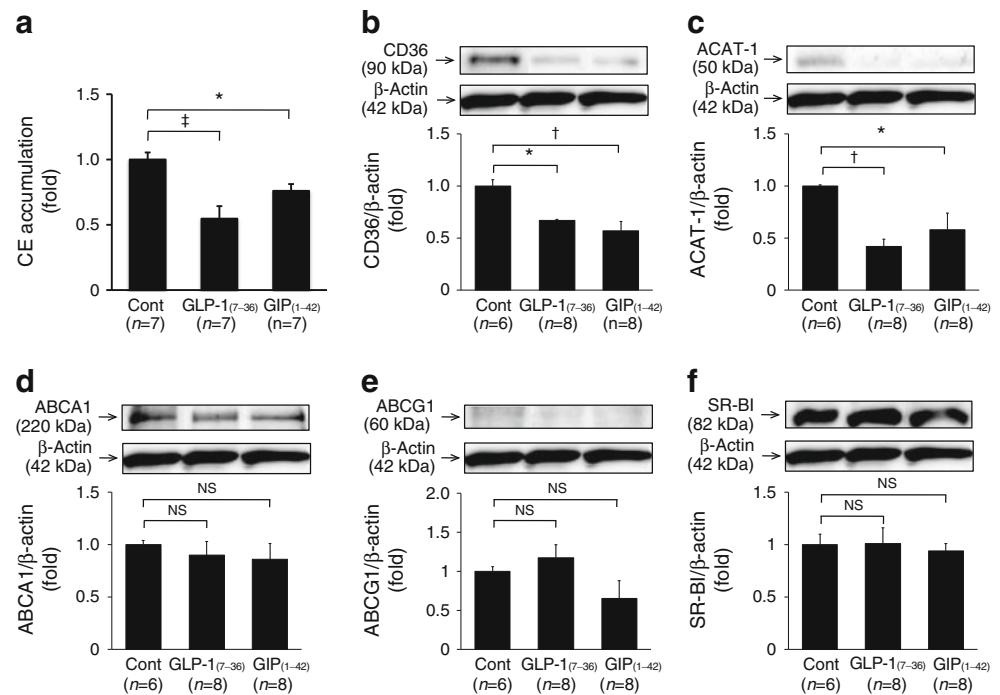 a
CE accumulation
(fold)
1.5
1.0
0.5
0
*
‡
Cont GLP-1(7–36) GIP(1–42)
(n=7) (n=7) (n=7)
b
CD36
(90 kDa)
β-Actin
(42 kDa)
CD36/β-actin
(fold)
1.5
1.0
0.5
0
†
*
Cont GLP-1(7–36) GIP(1–42)
(n=6) (n=8) (n=8)
c
ACAT-1
(50 kDa)
β-Actin
(42 kDa)
ACAT-1/β-actin
(fold)
1.5
1.0
0.5
0
*
†
Cont GLP-1(7–36) GIP(1–42)
(n=6) (n=8) (n=8)
d
ABCA1
(220 kDa)
β-Actin
(42 kDa)
ABCA1/β-actin
(fold)
1.5
1.0
0.5
0
NS
NS
Cont GLP-1(7–36) GIP(1–42)
(n=6) (n=8) (n=8)
e
ABCG1
(60 kDa)
β-Actin
(42 kDa)
ABCG1/β-actin
(fold)
2.0
1.5
1
0.5
0
NS
NS
Cont GLP-1(7–36) GIP(1–42)
(n=6) (n=8) (n=8)
f
SR-BI
(82 kDa)
β-Actin
(42 kDa)
SR-BI/β-actin
(fold)
1.5
1.0
0.5
0
NS
NS
Cont GLP-1(7–36) GIP(1–42)
(n=6) (n=8) (n=8)